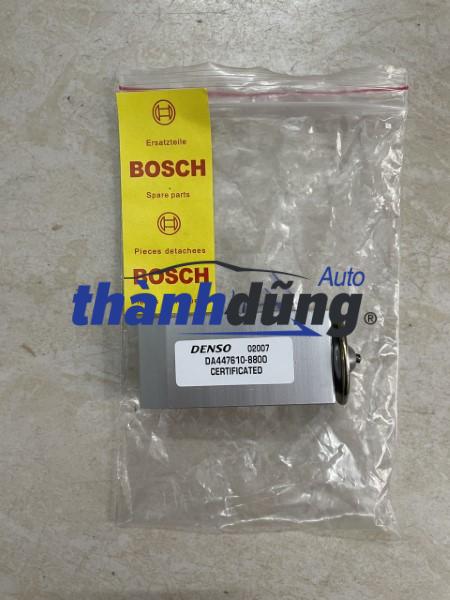 Ersatzteile
BOSCH
Spare parts
Pieces detachees
BOSCH
Auto
thànhdũng®
DENSO 02007
DA447610-8800
CERTIFICATED